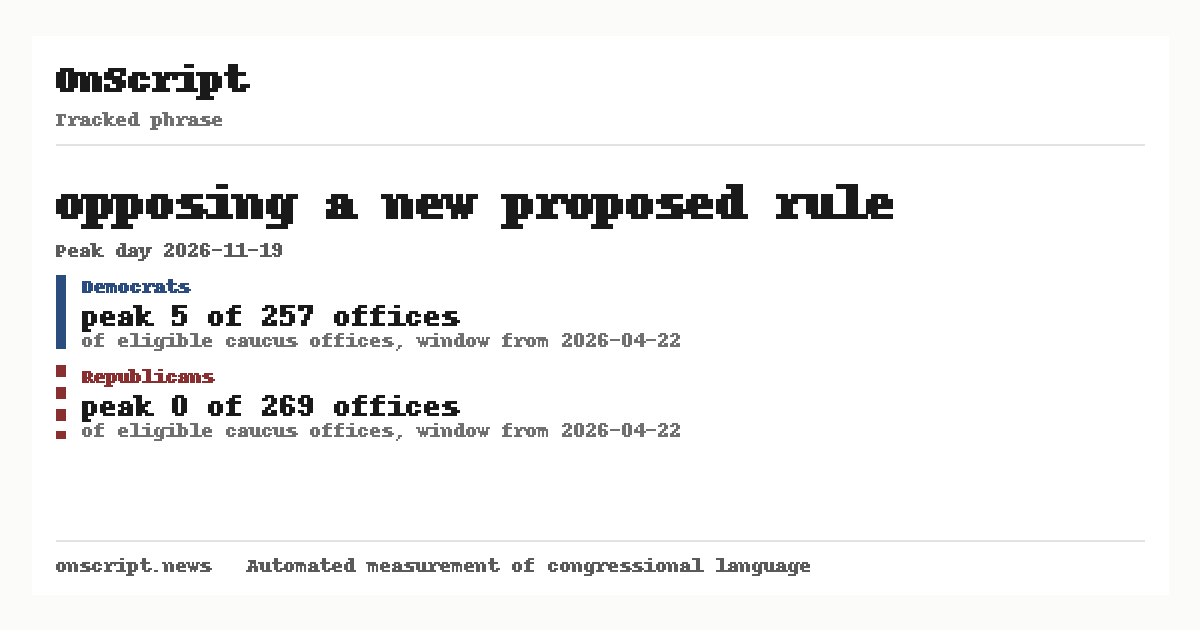 OnScript
Tracked phrase
opposing a new proposed rule
Peak day 2026-11-19
Democrats
peak 5 of 257 offices
of eligible caucus offices, window from 2026-04-22
Republicans
peak 0 of 269 offices
of eligible caucus offices, window from 2026-04-22
onscript.news Automated measurement of congressional language